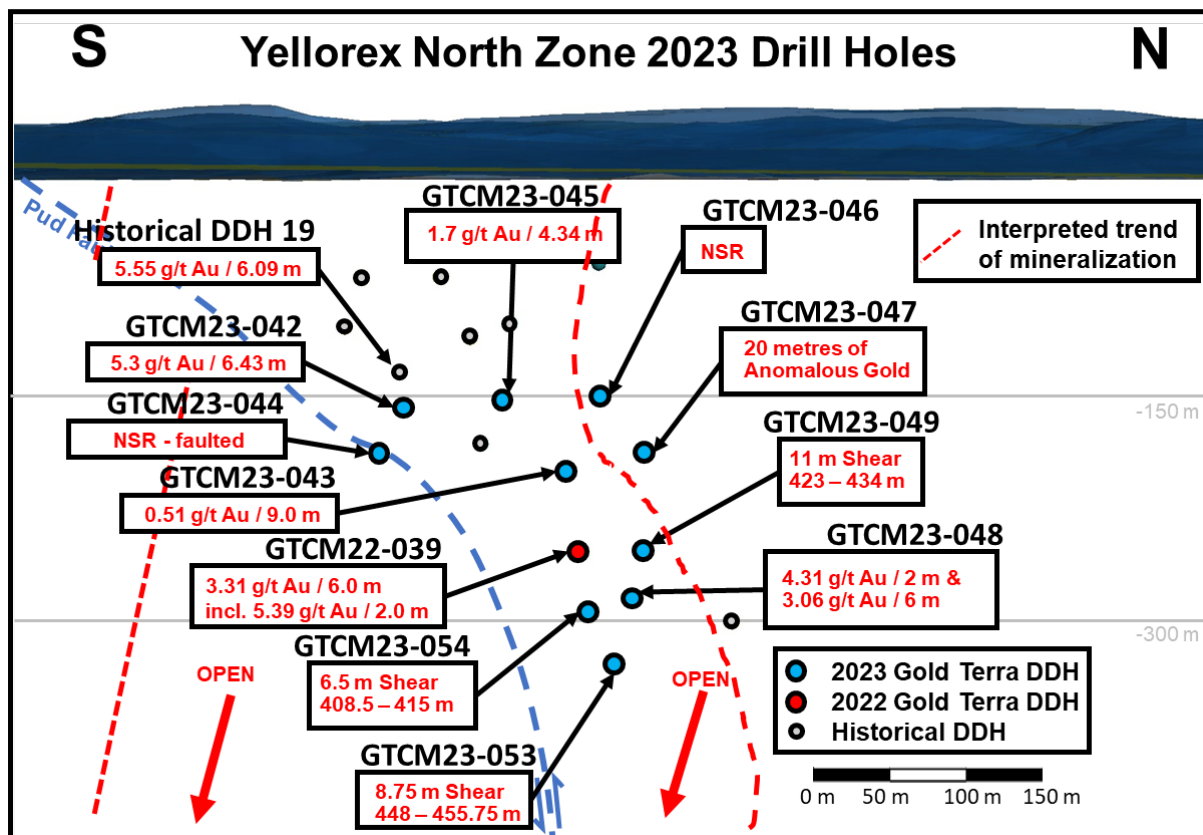 S
Yellorex North Zone 2023 Drill Holes
N
GTCM23-045
1.7 g/t Au / 4.34 m
GTCM23-046
NSR
Interpreted trend
of mineralization
Pud
Historical DDH 19
5.55 g/t Au / 6.09 m
GTCM23-042
5.3 g/t Au / 6.43 m
GTCM23-047
20 metres of
Anomalous Gold
-150 m
GTCM23-044
NSR - faulted
GTCM23-049
11 m Shear
423 – 434 m
GTCM23-043
0.51 g/t Au / 9.0 m
GTCM22-039
3.31 g/t Au / 6.0 m
incl. 5.39 g/t Au / 2.0 m
GTCM23-048
4.31 g/t Au / 2 m &
3.06 g/t Au / 6 m
-300 m
GTCM23-054
6.5 m Shear
408.5 – 415 m
OPEN
OPEN
2023 Gold Terra DDH
2022 Gold Terra DDH
Historical DDH
GTCM23-053
8.75 m Shear
448 – 455.75 m
0 m 50 m 100 m 150 m